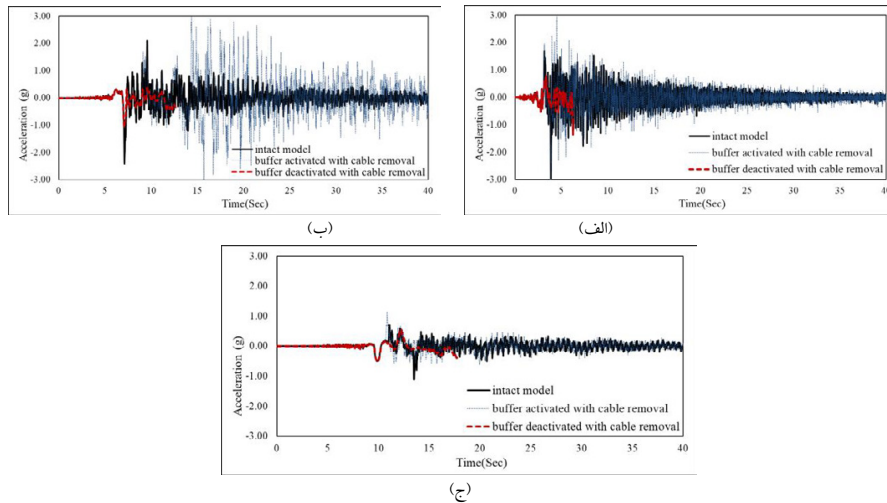 3.00
2.00
1.00
0.00
-1.00
-2.00
-3.00
Acceleration (g)
intact model
buffer activated with cable removal
buffer deactivated with cable removal
0 5 10 15 20 25 30 35 40
Time(Sec)
(الف)
3.00
2.00
1.00
0.00
-1.00
-2.00
-3.00
Acceleration (g)
intact model
buffer activated with cable removal
buffer deactivated with cable removal
0 5 10 15 20 25 30 35 40
Time(Sec)
(ب)
3.00
2.00
1.00
0.00
-1.00
-2.00
-3.00
Acceleration (g)
intact model
buffer activated with cable removal
buffer deactivated with cable removal
0 5 10 15 20 25 30 35 40
Time(Sec)
(ج)